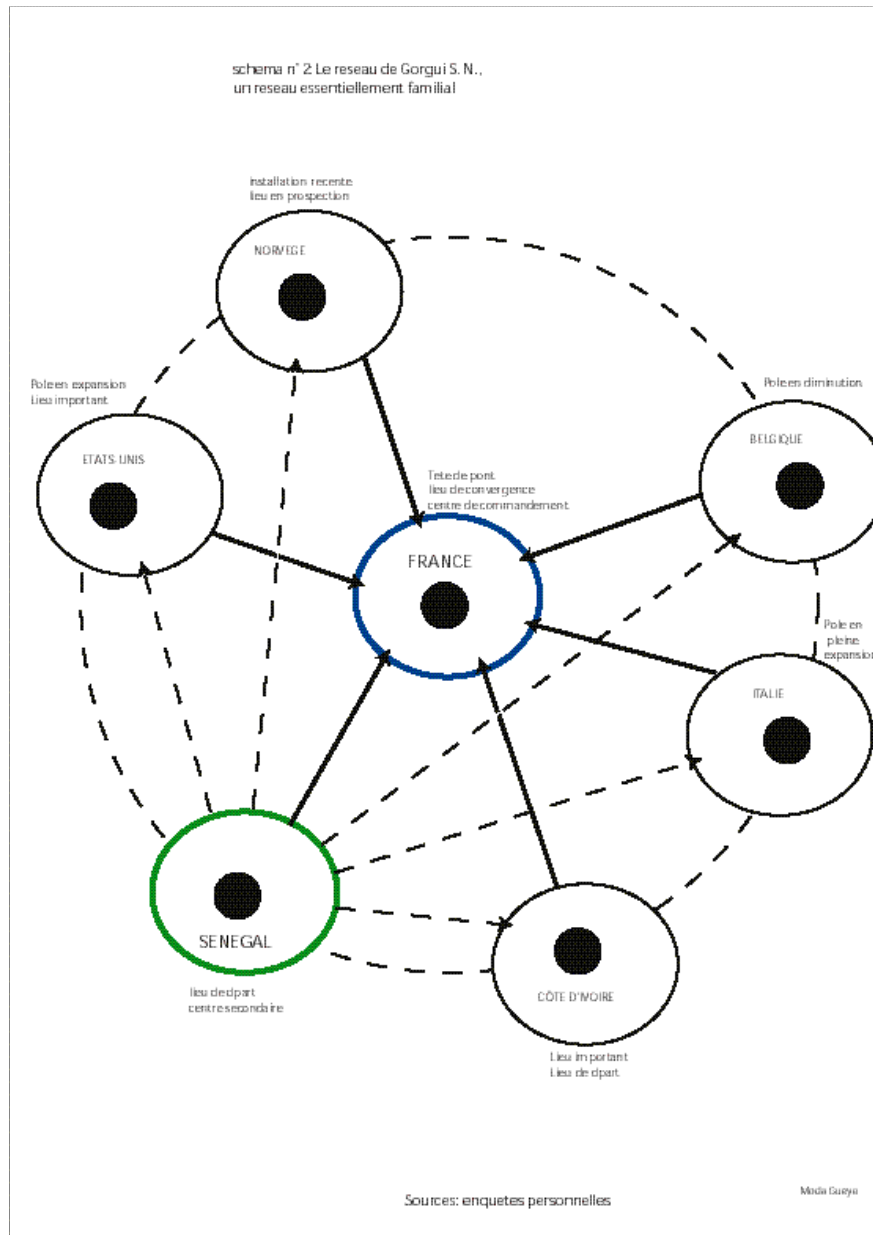 schema n° 2 Le reseau de Gorgui S. N.,
un reseau essentiellement familial
installation recente
lieu en prospection
NORVEGE
Pole en expansion
Lieu important
Pole en diminution
ETATS-UNIS
BELGIQUE
Tete de pont
lieu de convergence
centre de commandement
FRANCE
Pole en
pleine
expansion
ITALIE
SENEGAL
lieu de dpart
centre secondaire
CÔTE D'IVOIRE
Lieu important
Lieu de dpart
Moda Gueye
Sources: enquetes personnelles